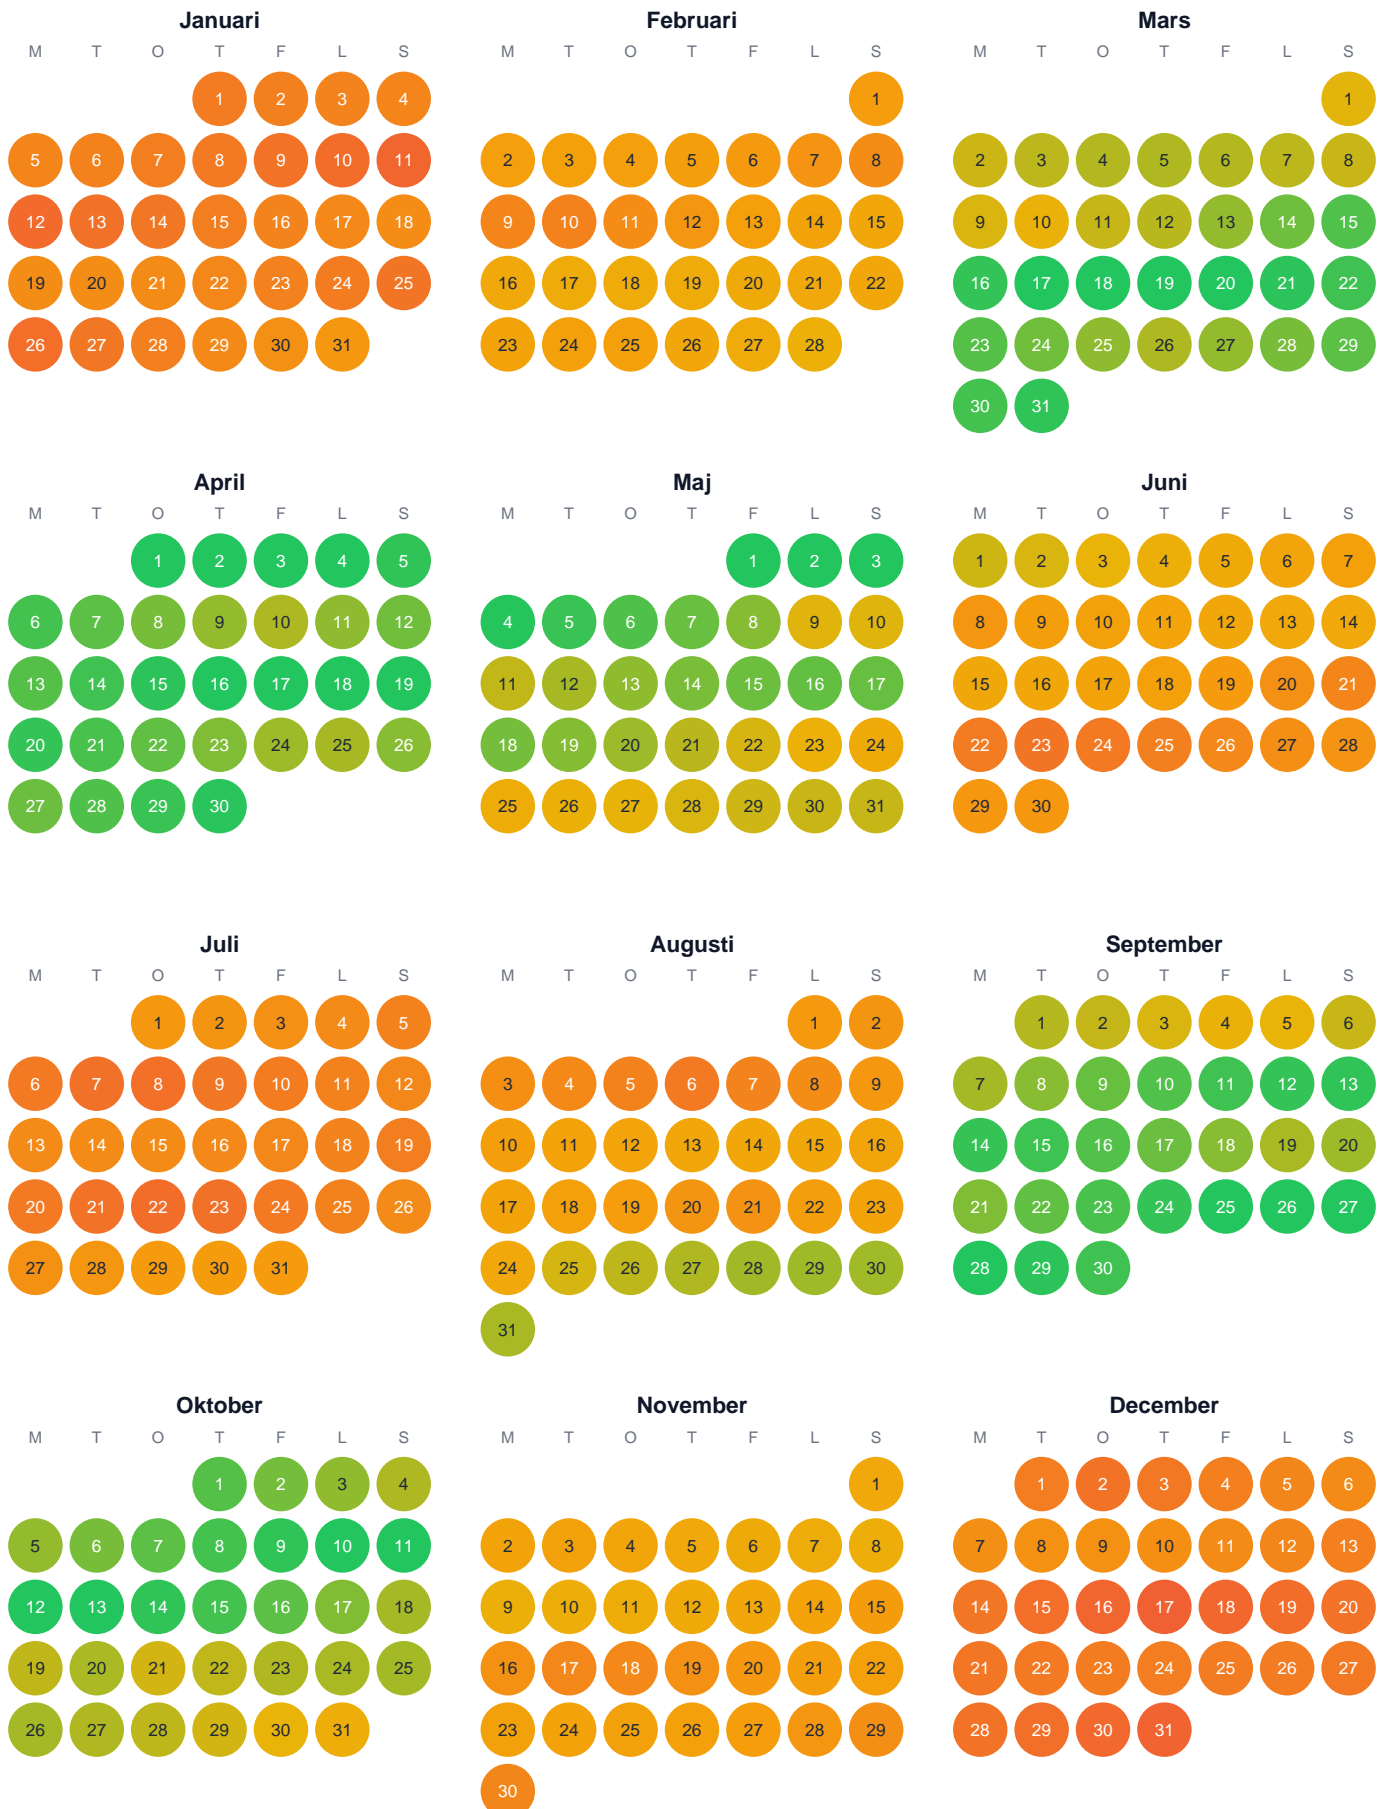 Januari Februari Mars
M T O T F L S M T O T F L S M T O T F L S
1 2 3 4 1 1
5 6 7 8 9 10 11 2 3 4 5 6 7 8 2 3 4 5 6 7 8
12 13 14 15 16 17 18 9 10 11 12 13 14 15 9 10 11 12 13 14 15
19 20 21 22 23 24 25 16 17 18 19 20 21 22 16 17 18 19 20 21 22
26 27 28 29 30 31 23 24 25 26 27 28 23 24 25 26 27 28 29
30 31
April Maj Juni
M T O T F L S M T O T F L S M T O T F L S
1 2 3 4 5 1 2 3 1 2 3 4 5 6 7
6 7 8 9 10 11 12 4 5 6 7 8 9 10 8 9 10 11 12 13 14
13 14 15 16 17 18 19 11 12 13 14 15 16 17 15 16 17 18 19 20 21
20 21 22 23 24 25 26 18 19 20 21 22 23 24 22 23 24 25 26 27 28
27 28 29 30 25 26 27 28 29 30 31 29 30
Juli Augusti September
M T O T F L S M T O T F L S M T O T F L S
1 2 3 4 5 1 2 1 2 3 4 5 6
6 7 8 9 10 11 12 3 4 5 6 7 8 9 7 8 9 10 11 12 13
13 14 15 16 17 18 19 10 11 12 13 14 15 16 14 15 16 17 18 19 20
20 21 22 23 24 25 26 17 18 19 20 21 22 23 21 22 23 24 25 26 27
27 28 29 30 31 24 25 26 27 28 29 30 28 29 30
31
Oktober November December
M T O T F L S M T O T F L S M T O T F L S
1 2 3 4 1 1 2 3 4 5 6
5 6 7 8 9 10 11 2 3 4 5 6 7 8 7 8 9 10 11 12 13
12 13 14 15 16 17 18 9 10 11 12 13 14 15 14 15 16 17 18 19 20
19 20 21 22 23 24 25 16 17 18 19 20 21 22 21 22 23 24 25 26 27
26 27 28 29 30 31 23 24 25 26 27 28 29 28 29 30 31
30